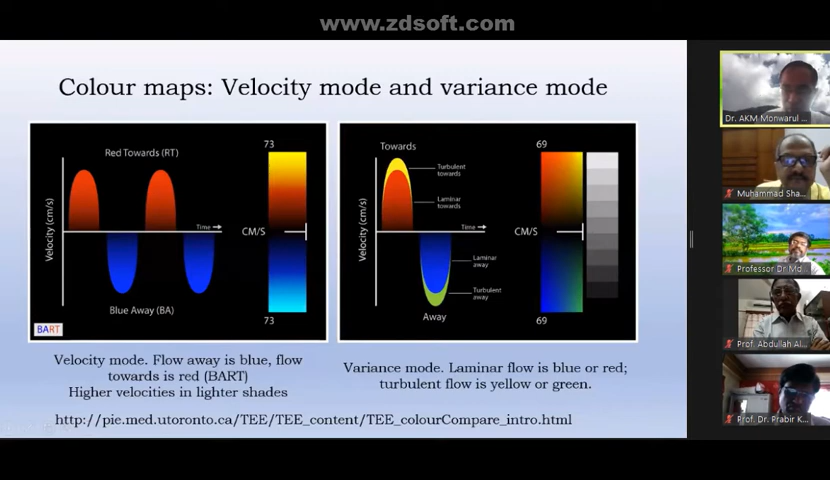 www.zdsoft.com
Colour maps: Velocity mode and variance mode
Red Towards (RT)
73
Velocity (cm/s)
Time
CM/S
Blue Away (BA)
73
BART
Towards
69
Turbulent
towards
Laminar
towards
Velocity (cm/s)
Time
CM/S
Laminar
away
Turbulent
away
Away
69
Velocity mode. Flow away is blue, flow
towards is red (BART)
Higher velocities in lighter shades
Variance mode. Laminar flow is blue or red;
turbulent flow is yellow or green.
http://pie.med.utoronto.ca/TEE/TEE_content/TEE_colourCompare_intro.html
Dr. AKM Monwarul ...
Muhammad Sha...
Professor Dr Md...
Prof. Abdullah Al...
Prof. Dr. Prabir K...